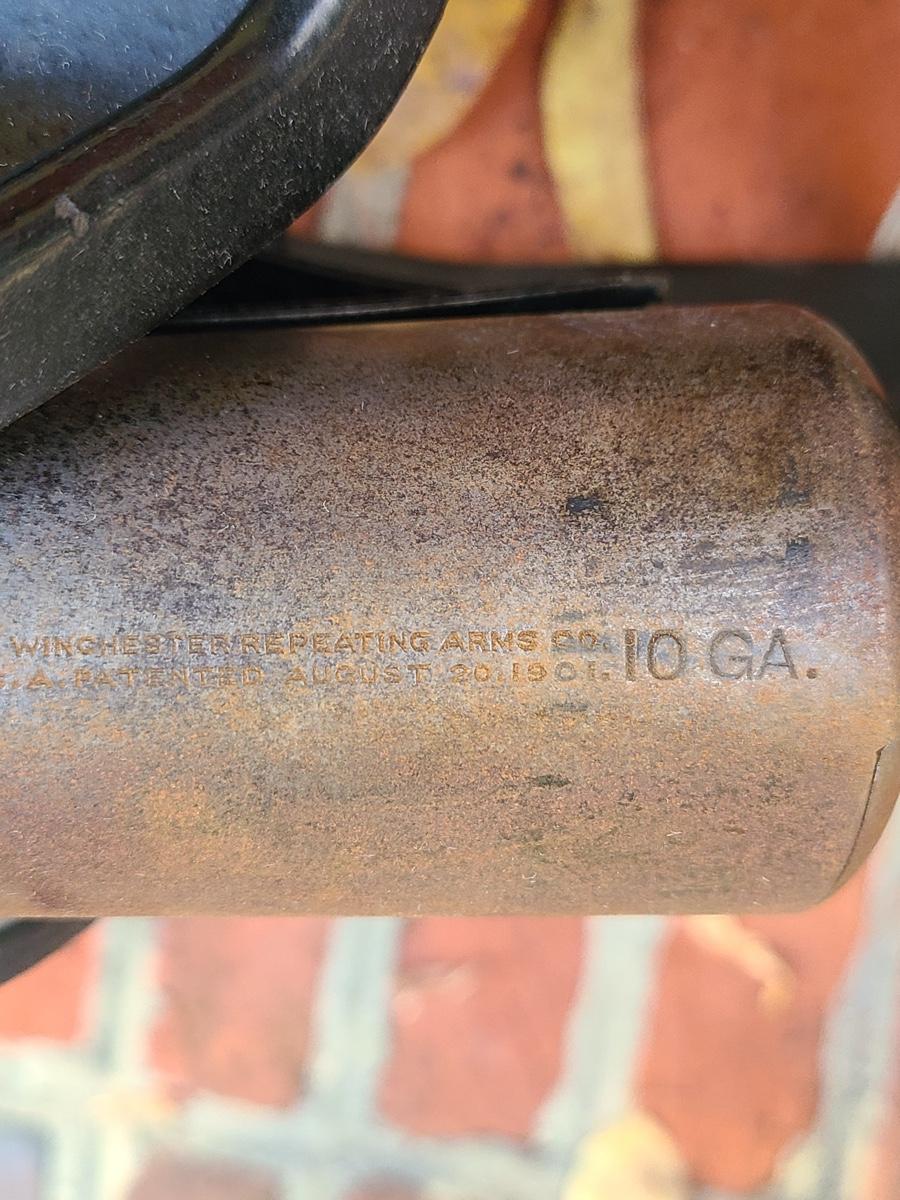 WINCHESTER REPEATING ARMS CO. 10 GA.
S.A. PATENTED AUGUST 20.1901.